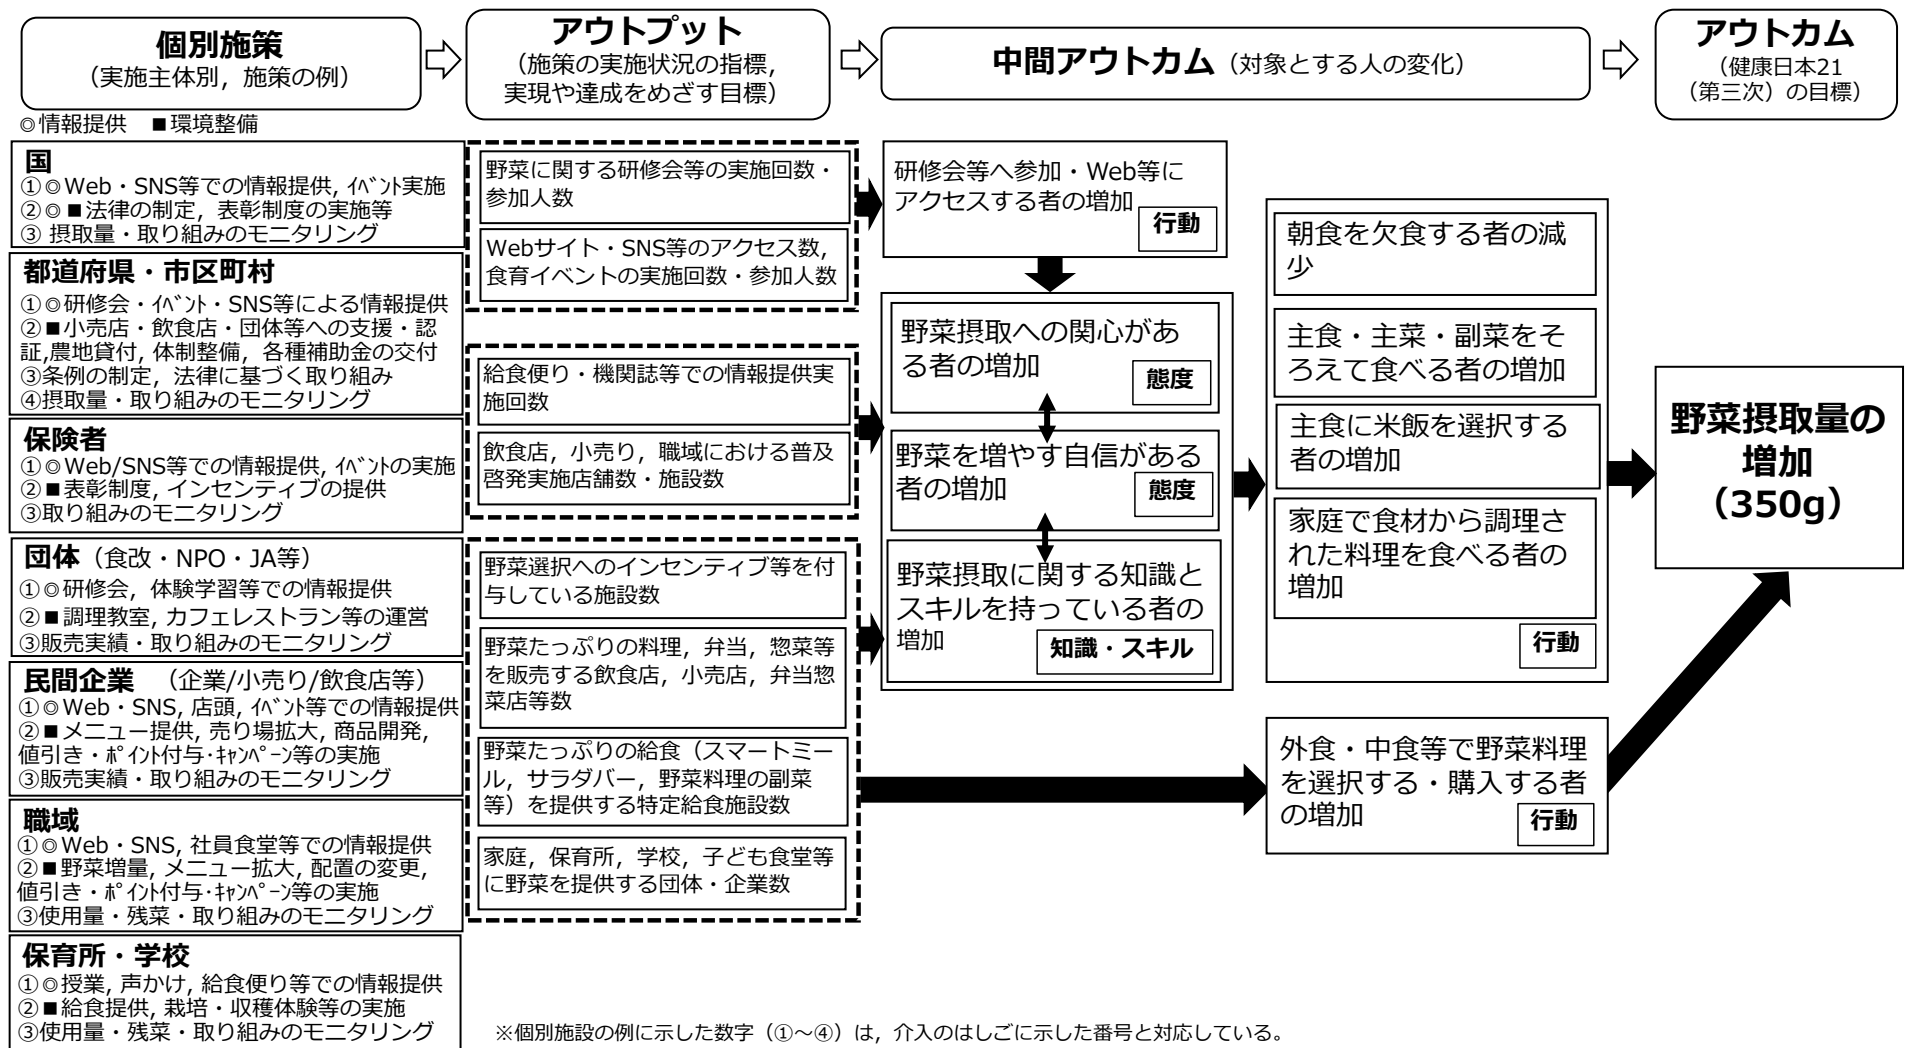 個別施策
（実施主体別，施策の例）
アウトプット
（施策の実施状況の指標，
実現や達成をめざす目標）
中間アウトカム（対象とする人の変化）
アウトカム
（健康日本21
（第三次）の目標）
◎情報提供　■環境整備
国
①◎Web・SNS等での情報提供，ｲﾍﾞﾝﾄ実施
②◎■法律の制定，表彰制度の実施等
③ 摂取量・取り組みのモニタリング
都道府県・市区町村
①◎研修会・ｲﾍﾞﾝﾄ・SNS等による情報提供
②■小売店・飲食店・団体等への支援・認
証,農地貸付，体制整備，各種補助金の交付
③条例の制定，法律に基づく取り組み
④摂取量・取り組みのモニタリング
保険者
①◎Web/SNS等での情報提供，ｲﾍﾞﾝﾄの実施
②■表彰制度，インセンティブの提供
③取り組みのモニタリング
団体（食改・NPO・JA等）
①◎研修会，体験学習等での情報提供
②■調理教室，カフェレストラン等の運営
③販売実績・取り組みのモニタリング
民間企業　（企業/小売り/飲食店等）
①◎Web・SNS，店頭，ｲﾍﾞﾝﾄ等での情報提供
②■メニュー提供，売り場拡大，商品開発，
値引き・ﾎﾟｲﾝﾄ付与･ｷｬﾝﾍﾟｰﾝ等の実施
③販売実績・取り組みのモニタリング
職域
①◎Web・SNS，社員食堂等での情報提供
②■野菜増量，メニュー拡大，配置の変更，
値引き・ﾎﾟｲﾝﾄ付与･ｷｬﾝﾍﾟｰﾝ等の実施
③使用量・残菜・取り組みのモニタリング
保育所・学校
①◎授業，声かけ，給食便り等での情報提供
②■給食提供，栽培・収穫体験等の実施
③使用量・残菜・取り組みのモニタリング
野菜に関する研修会等の実施回数・
参加人数
Webサイト・SNS等のアクセス数，
食育イベントの実施回数・参加人数
給食便り・機関誌等での情報提供実
施回数
飲食店，小売り，職域における普及
啓発実施店舗数・施設数
野菜選択へのインセンティブ等を付
与している施設数
野菜たっぷりの料理，弁当，惣菜等
を販売する飲食店，小売店，弁当惣
菜店等数
野菜たっぷりの給食（スマートミー
ル，サラダバー，野菜料理の副菜
等）を提供する特定給食施設数
家庭，保育所，学校，子ども食堂等
に野菜を提供する団体・企業数
研修会等へ参加・Web等に
アクセスする者の増加
行動
野菜摂取への関心があ
る者の増加
態度
野菜を増やす自信がある
者の増加
態度
野菜摂取に関する知識と
スキルを持っている者の
増加
知識・スキル
朝食を欠食する者の減
少
主食・主菜・副菜をそ
ろえて食べる者の増加
主食に米飯を選択する
者の増加
家庭で食材から調理さ
れた料理を食べる者の
増加
行動
外食・中食等で野菜料理
を選択する・購入する者
の増加
行動
野菜摂取量の
増加
（350g）
※個別施設の例に示した数字（①～④）は，介入のはしごに示した番号と対応している。